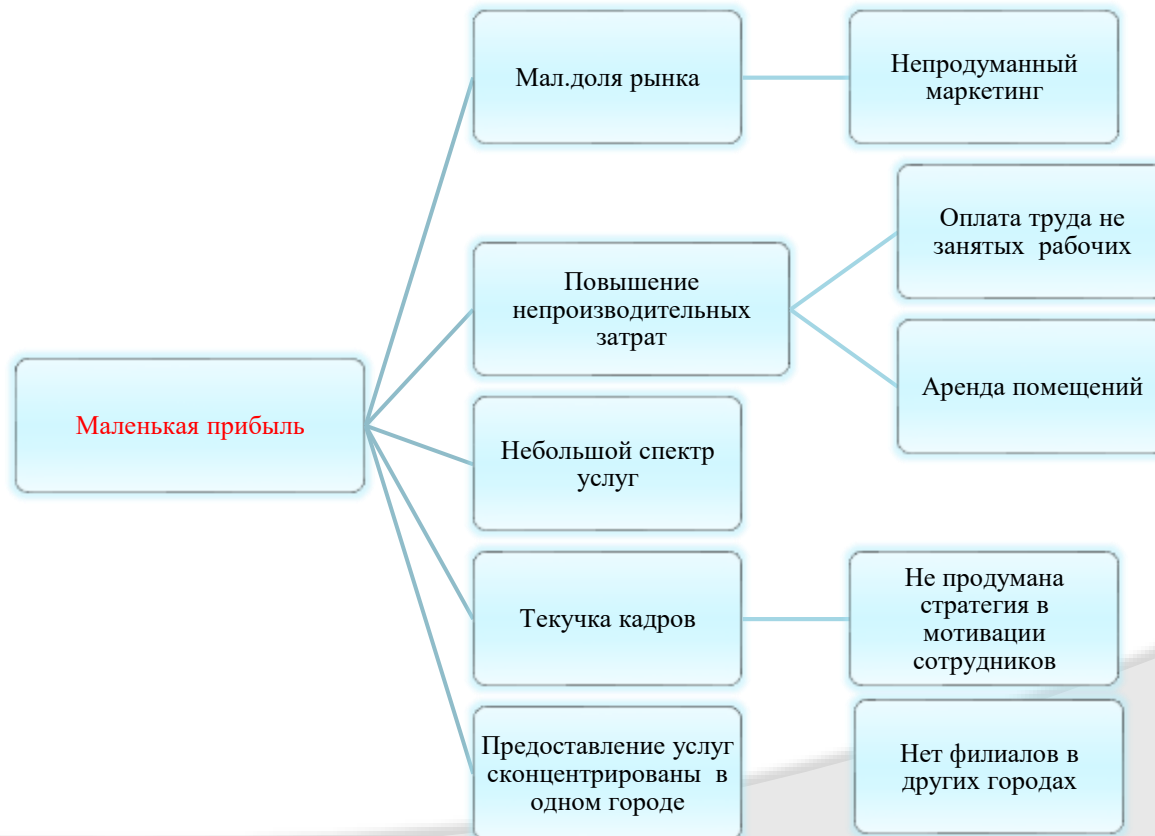 Мал.доля рынка
Непродуманный
маркетинг
Оплата труда не
занятых рабочих
Повышение
непроизводительных
затрат
Аренда помещений
Маленькая прибыль
Небольшой спектр
услуг
Текучка кадров
Не продумана
стратегия в
мотивации
сотрудников
Предоставление услуг
сконцентрированы в
одном городе
Нет филиалов в
других городах